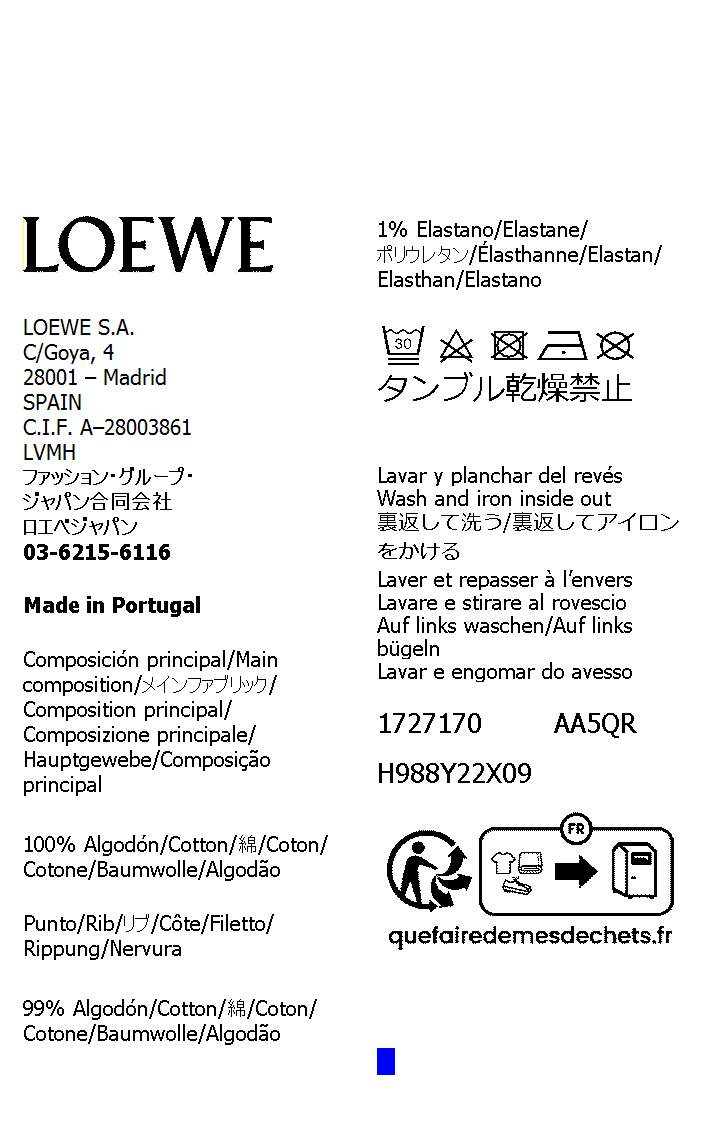 LOEWE
LOEWE S.A.
C/Goya, 4
28001 – Madrid
SPAIN
C.I.F. A–28003861
LVMH
ファッション・グループ・
ジャパン合同会社
ロエベジャパン
03-6215-6116
Made in Portugal
Composición principal/Main
composition/メインファブリック/
Composition principal/
Composizione principale/
Hauptgewebe/Composição
principal
100% Algodón/Cotton/綿/Coton/
Cotone/Baumwolle/Algodão
Punto/Rib/リブ/Côte/Filetto/
Rippung/Nervura
99% Algodón/Cotton/綿/Coton/
Cotone/Baumwolle/Algodão
1% Elastano/Elastane/
ポリウレタン/Élasthanne/Elastan/
Elasthan/Elastano
30
タンブル乾燥禁止
Lavar y planchar del revés
Wash and iron inside out
裏返して洗う/裏返してアイロン
をかける
Laver et repasser à l’envers
Lavare e stirare al rovescio
Auf links waschen/Auf links
bügeln
Lavar e engomar do avesso
1727170 AA5QR
H988Y22X09
FR
quefairedemesdechets.fr